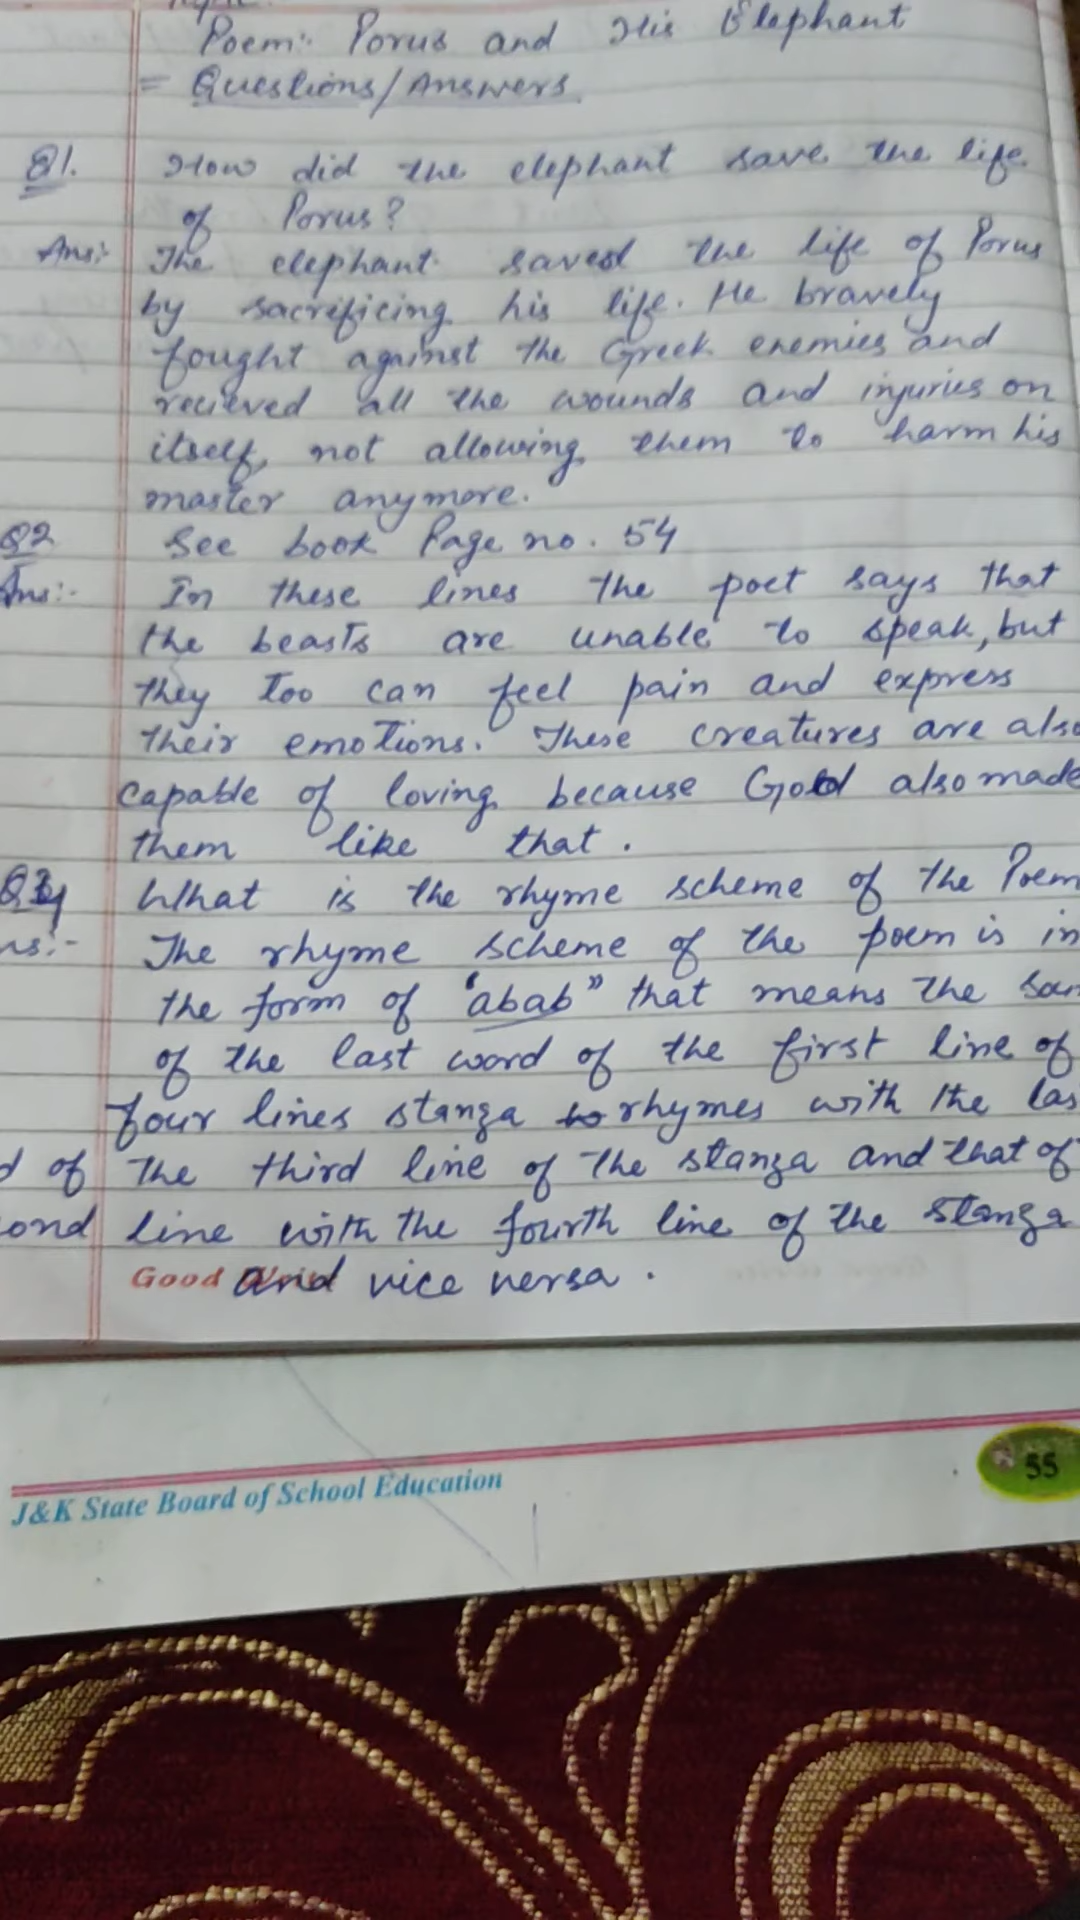 Poem:- Porus and His Elephant
= Questions/Answers.
Q1. How did the elephant save the life
of Porus?
Ans:- The elephant saved the life of Porus
by sacrificing his life. He bravely
fought against the Greek enemies and
recieved all the wounds and injuries on
itself, not allowing them to harm his
master anymore.
Q2 See book Page no. 54
Ans:- In these lines the poet says that
the beasts are unable to speak, but
they too can feel pain and express
their emotions. These creatures are also
capable of loving because God also made
them like that.
What is the rhyme scheme of the Poem
ns:- The rhyme scheme of the poem is in
the form of "abab" that means the
of the last word of the first line of
four lines stanza rhymes with the las
d of the third line of the stanza and that of
ond line with the fourth line of the stanza
Good and vice versa.
J&K State Board of School Education
55